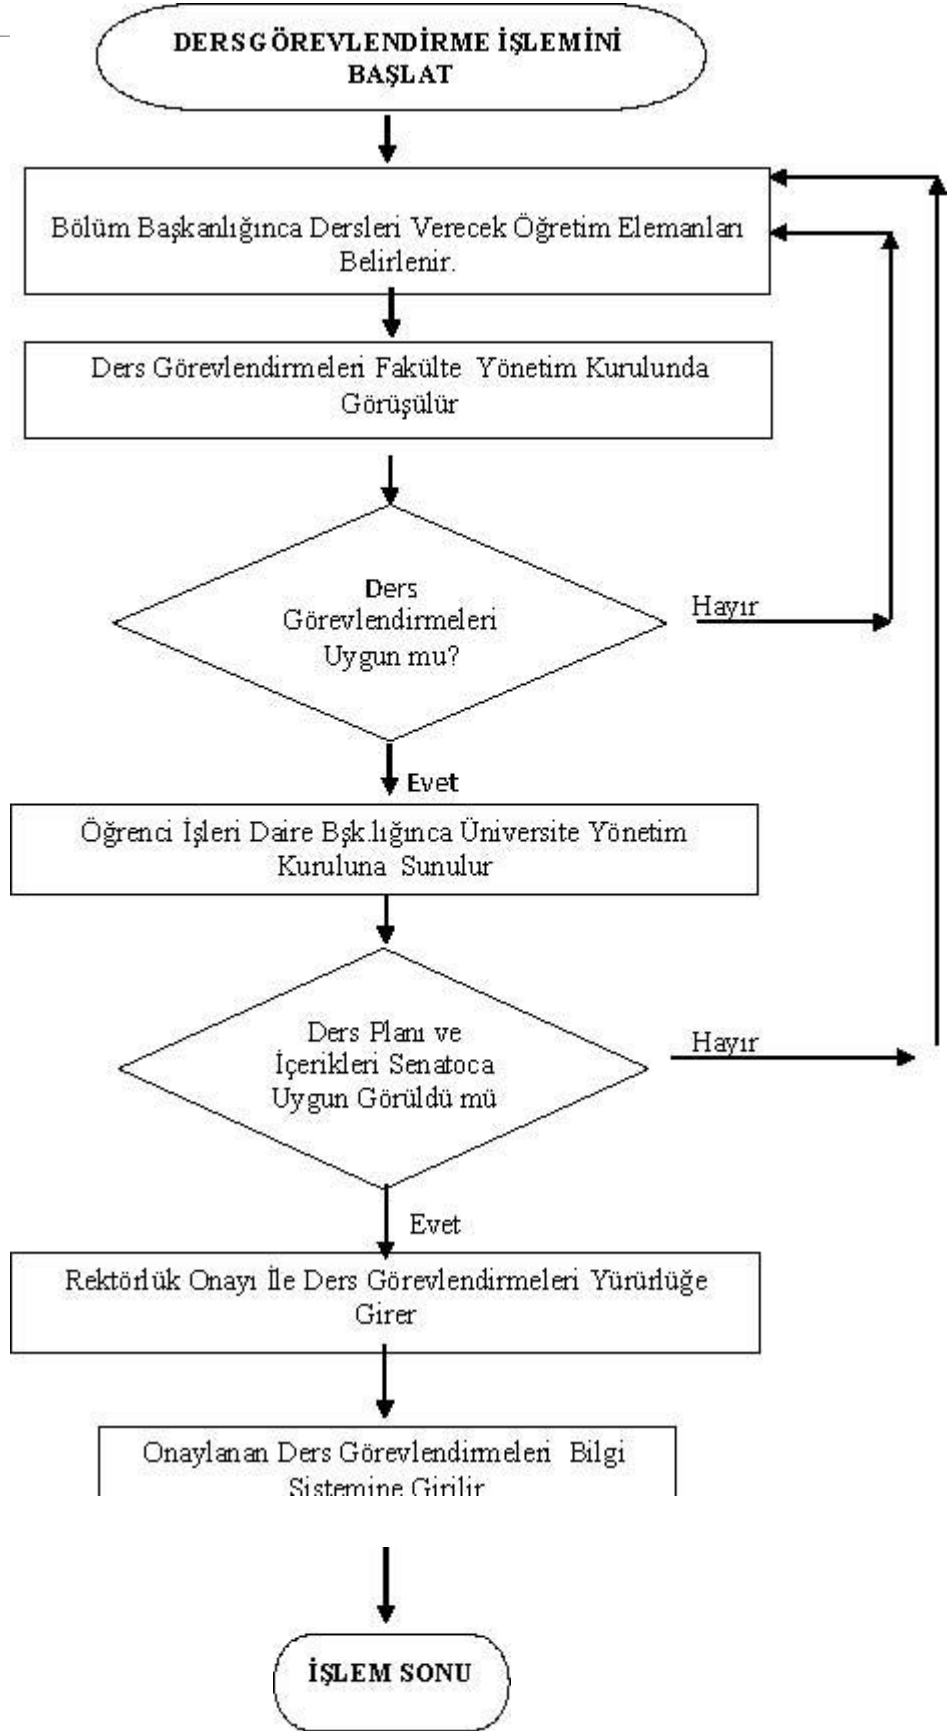 DERS GÖREVLENDİRME İŞLEMİNİ
BAŞLAT
Bölüm Başkanlığınca Dersleri Verecek Öğretim Elemanları
Belirlenir.
Ders Görevlendirmeleri Fakülte Yönetim Kurulunda
Görüşülür
Ders
Görevlendirmeleri
Uygun mu?
Hayır
Evet
Öğrenci İşleri Daire Bşk.lığınca Üniversite Yönetim
Kuruluna Sunulur
Ders Planı ve
İçerikleri Senatoca
Uygun Görüldü mü
Hayır
Evet
Rektörlük Onayı İle Ders Görevlendirmeleri Yürürlüğe
Girer
Onaylanan Ders Görevlendirmeleri Bilgi
Sistemine Girilir
İŞLEM SONU